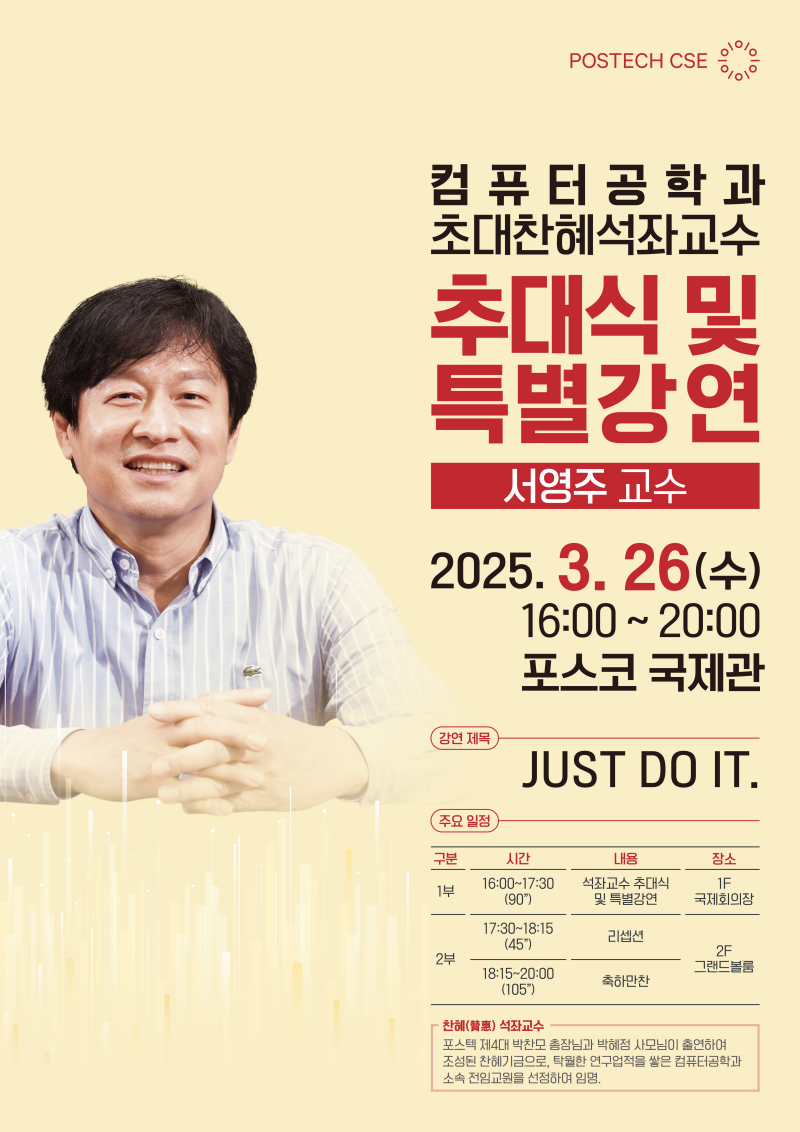 POSTECH CSE
컴퓨터공학과
초대찬혜석좌교수
추대식 및
특별강연
서영주 교수
2025. 3. 26(수)
16:00 ~ 20:00
포스코 국제관
강연 제목
JUST DO IT.
주요 일정
구분 시간 내용 장소
1부 16:00~17:30 (90”) 석좌교수 추대식 및 특별강연 1F 국제회의장
2부 17:30~18:15 (45”) 리셉션 2F 그랜드볼룸
18:15~20:00 (105”) 축하만찬
찬혜(贊惠) 석좌교수
포스텍 제4대 박찬모 총장님과 박혜정 사모님이 출연하여
조성된 찬혜기금으로, 탁월한 연구업적을 쌓은 컴퓨터공학과
소속 전임교원을 선정하여 임명.